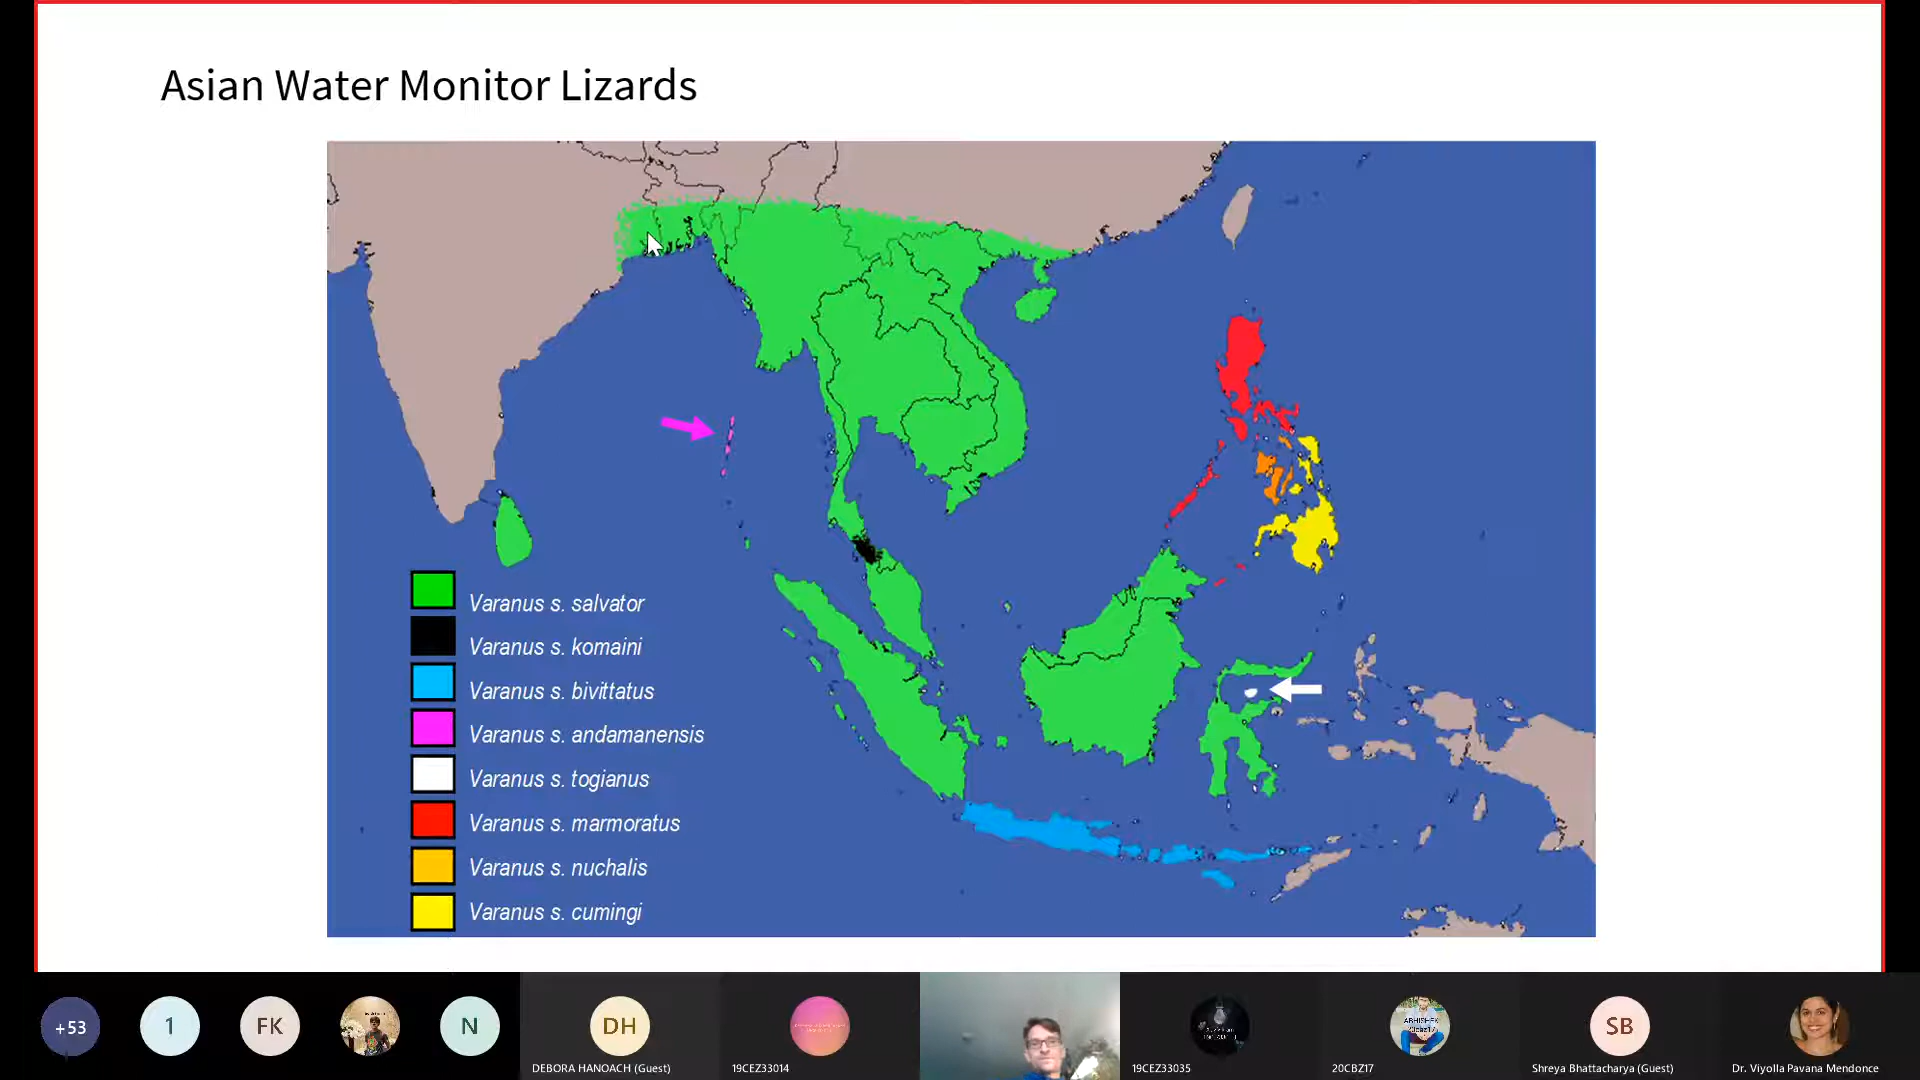 Asian Water Monitor Lizards
Varanus s. salvator
Varanus s. komaini
Varanus s. bivittatus
Varanus s. andamanensis
Varanus s. togianus
Varanus s. marmoratus
Varanus s. nuchalis
Varanus s. cumingi
+53
1
FK
N
DH
DEBORA HANOACH (Guest)
19CEZ33014
19CEZ33035
ABHISHEK
20cbz17
20CBZ17
SB
Shreya Bhattacharya (Guest)
Dr. Viyolla Pavana Mendonce